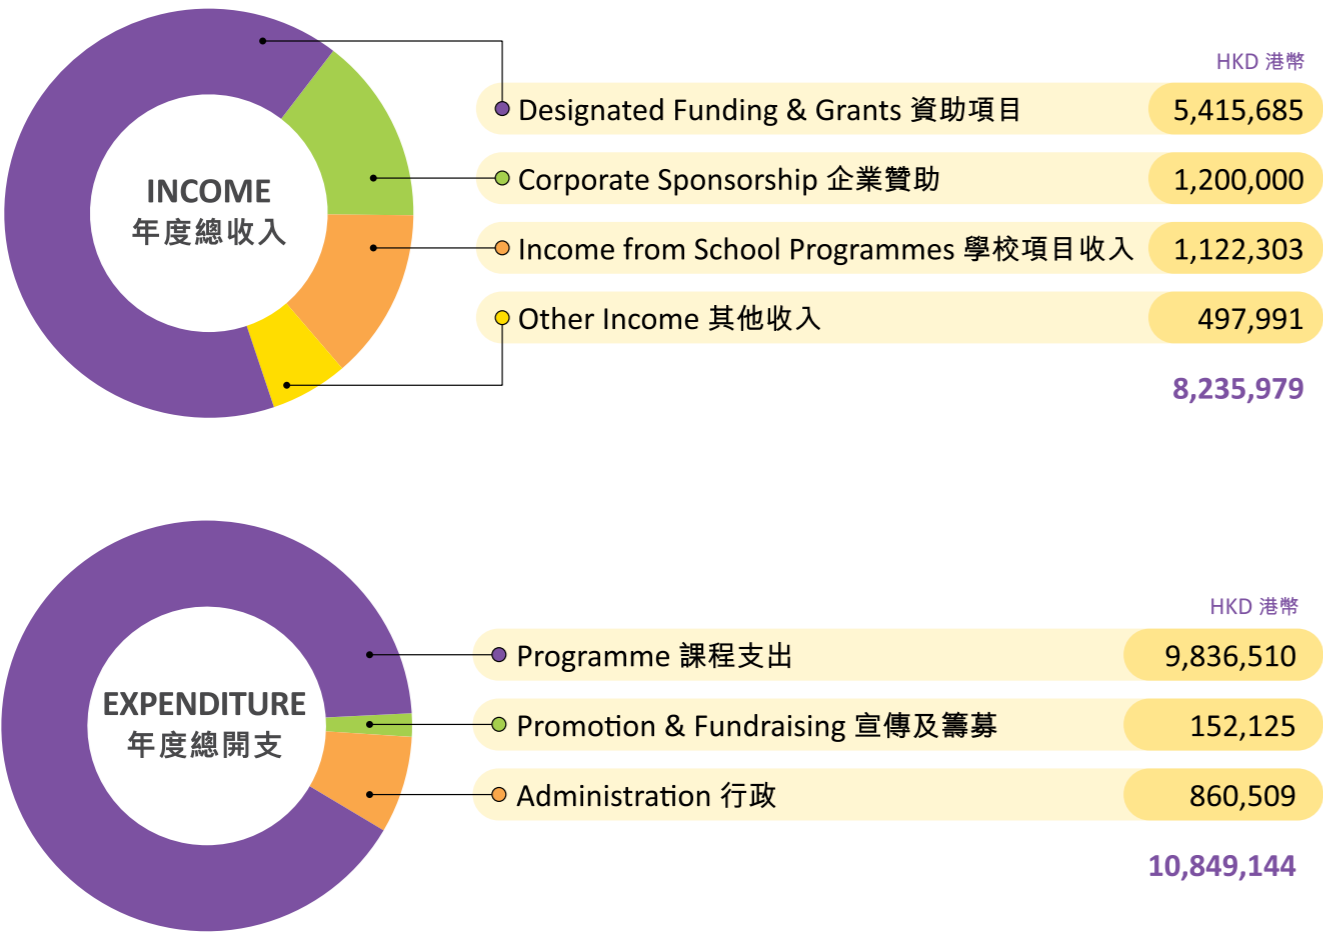 HKD 港幣
INCOME
年度總收入
Designated Funding & Grants 資助項目 5,415,685
Corporate Sponsorship 企業贊助 1,200,000
Income from School Programmes 學校項目收入 1,122,303
Other Income 其他收入 497,991
8,235,979
HKD 港幣
EXPENDITURE
年度總開支
Programme 課程支出 9,836,510
Promotion & Fundraising 宣傳及籌募 152,125
Administration 行政 860,509
10,849,144